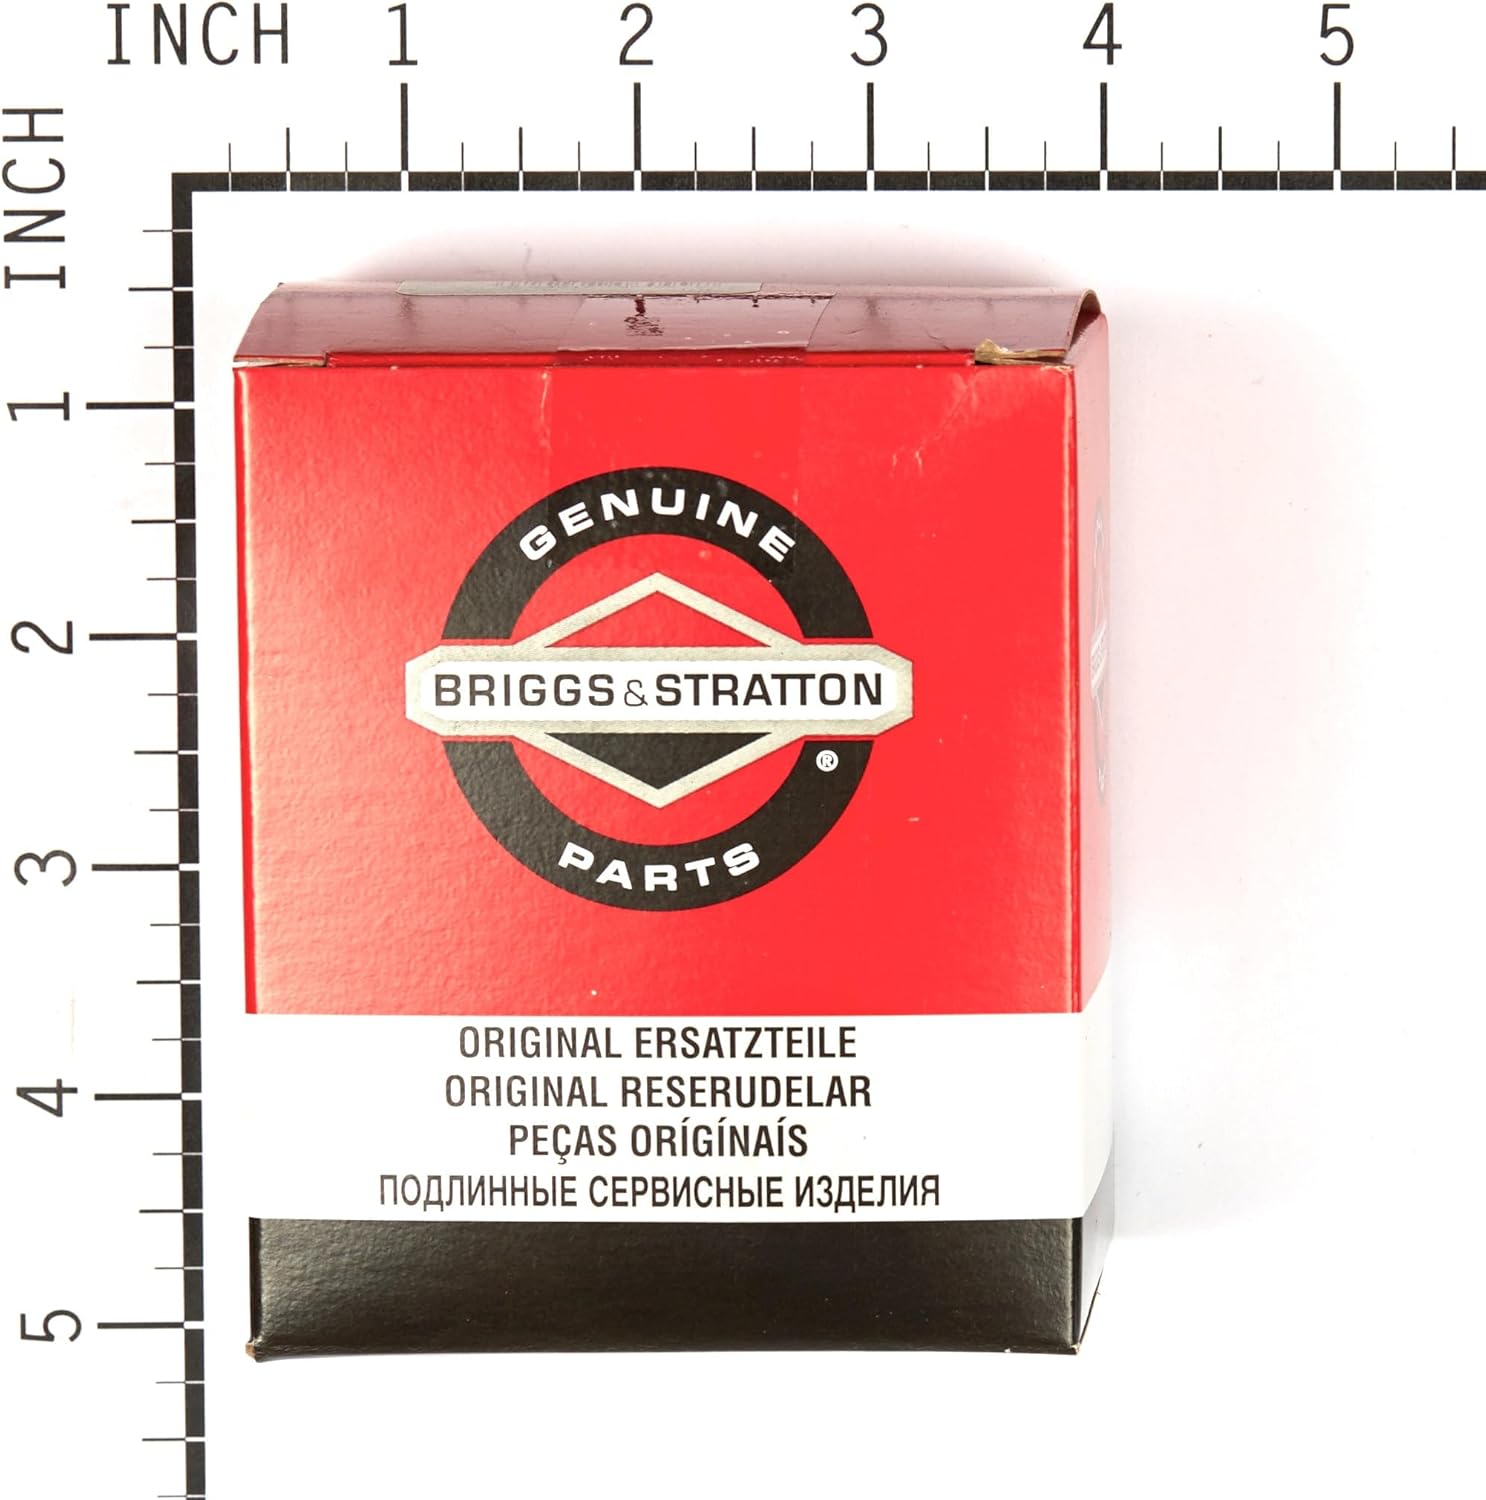 INCH 1 2 3 4 5
INCH
1
2
3
4
5
GENUINE
BRIGGS & STRATTON
®
PARTS
ORIGINAL ERSATZTEILE
ORIGINAL RESERUDELAR
PEÇAS ORÍGÍNAÍS
ПОДЛИННЫЕ СЕРВИСНЫЕ ИЗДЕЛИЯ